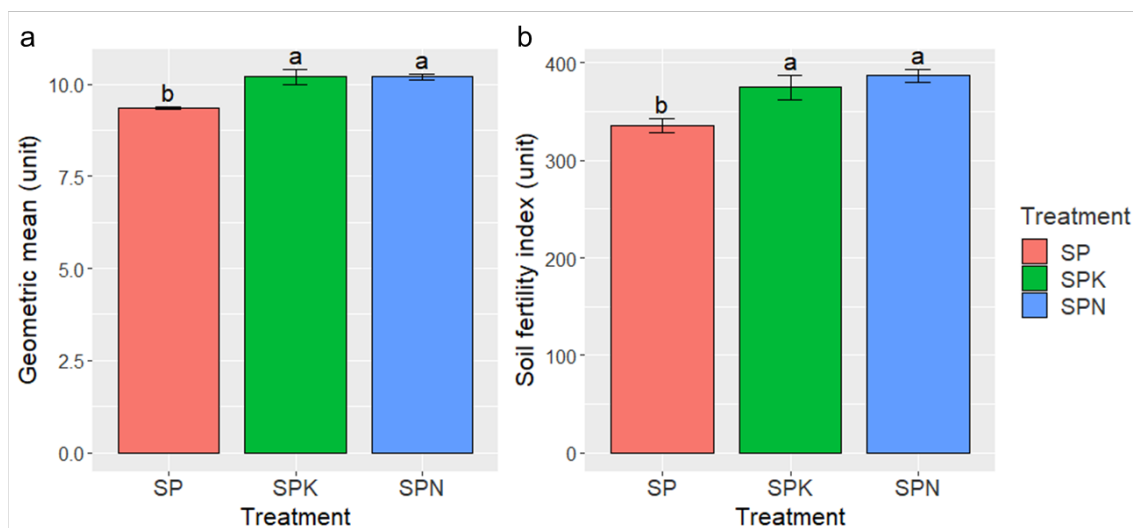 a
Geometric mean (unit)
10.0
7.5
5.0
2.5
0.0
b
a
a
SP
SPK
SPN
Treatment
b
Soil fertility index (unit)
400
300
200
100
0
b
a
a
SP
SPK
SPN
Treatment
Treatment
SP
SPK
SPN